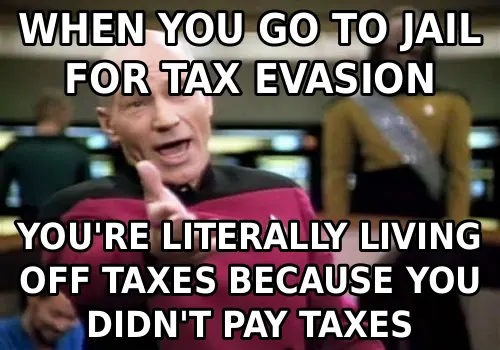 WHEN YOU GO TO JAIL
FOR TAX EVASION
YOU'RE LITERALLY LIVING
OFF TAXES BECAUSE YOU
DIDN'T PAY TAXES